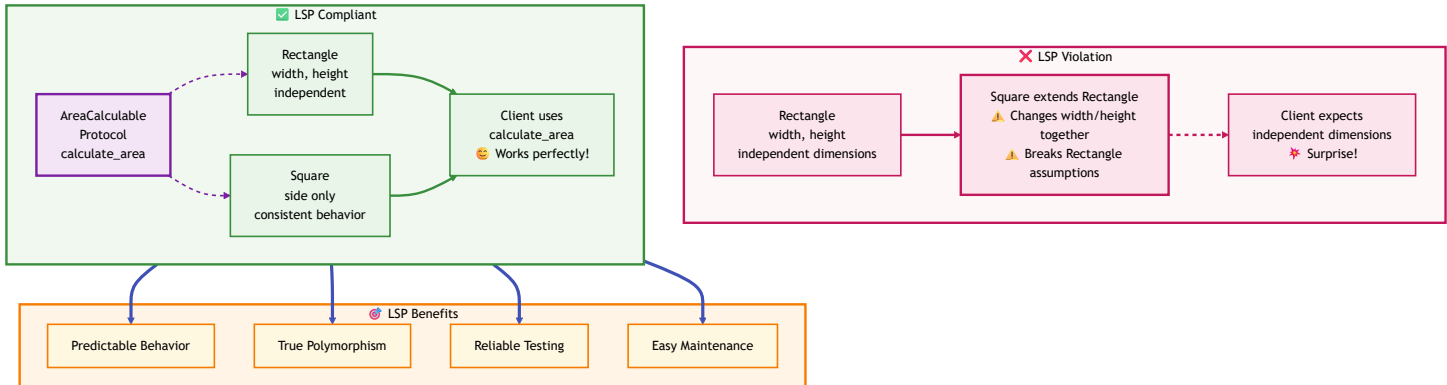 ✅ LSP Compliant
AreaCalculable
Protocol
calculate_area
Rectangle
width, height
independent
Square
side only
consistent behavior
Client uses
calculate_area
😊 Works perfectly!
❌ LSP Violation
Rectangle
width, height
independent dimensions
Square extends Rectangle
⚠️ Changes width/height
together
⚠️ Breaks Rectangle
assumptions
Client expects
independent dimensions
💥 Surprise!
🎯 LSP Benefits
Predictable Behavior
True Polymorphism
Reliable Testing
Easy Maintenance